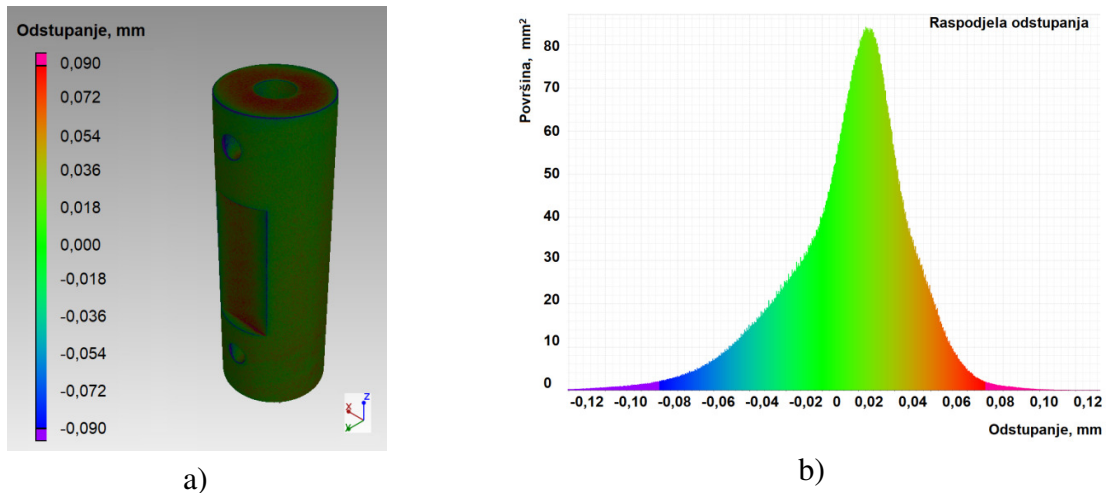 Odstupanje, mm
0,090
0,072
0,054
0,036
0,018
0,000
-0,018
-0,036
-0,054
-0,072
-0,090
Z
X
Y
a)
Raspodjela odstupanja
Površina, mm²
80
70
60
50
40
30
20
10
0
-0,12 -0,10 -0,08 -0,06 -0,04 -0,02 0 0,02 0,04 0,06 0,08 0,10 0,12
Odstupanje, mm
b)